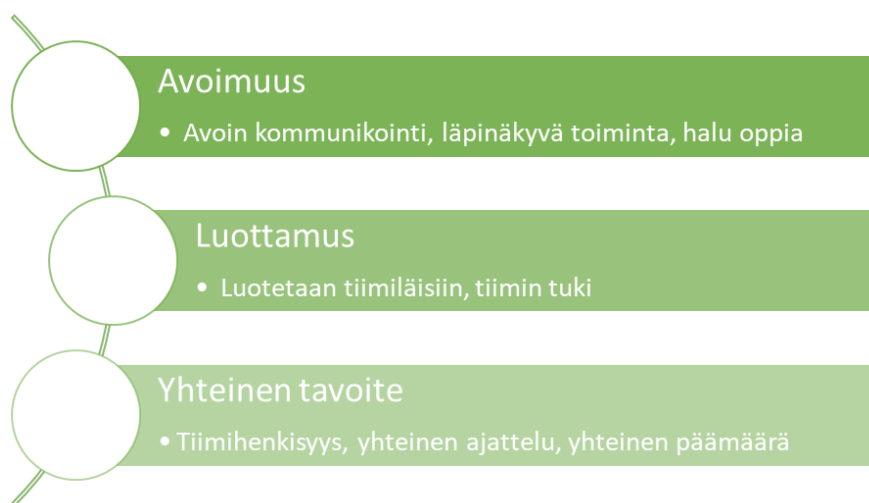 Avoimuus
• Avoin kommunikointi, läpinäkyvä toiminta, halu oppia
Luottamus
• Luotetaan tiimiläisiin, tiimin tuki
Yhteinen tavoite
• Tiimihenkisyys, yhteinen ajattelu, yhteinen päämäärä